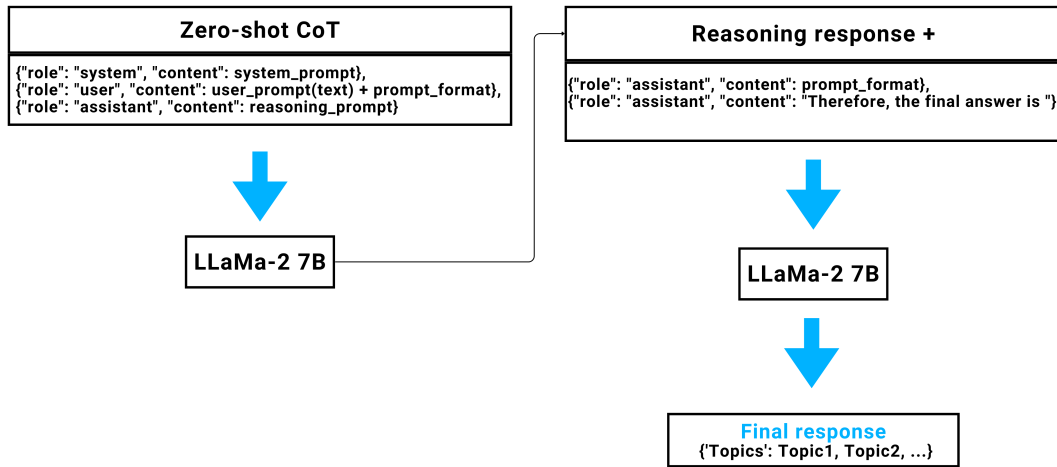 Zero-shot CoT
{"role": "system", "content": system_prompt},
{"role": "user", "content": user_prompt(text) + prompt_format},
{"role": "assistant", "content": reasoning_prompt}
LLaMa-2 7B
Reasoning response +
{"role": "assistant", "content": prompt_format},
{"role": "assistant", "content": "Therefore, the final answer is "}
LLaMa-2 7B
Final response
{'Topics': Topic1, Topic2, ...}